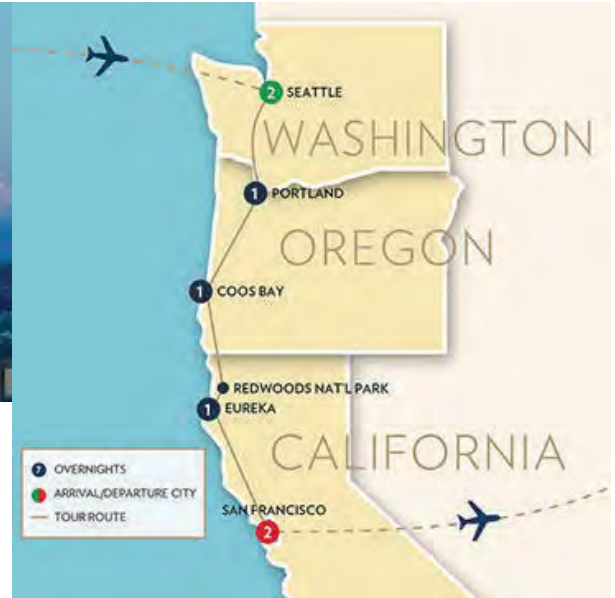 2 SEATTLE
WASHINGTON
1 PORTLAND
OREGON
1 COOS BAY
REDWOODS NAT'L PARK
1 EUREKA
CALIFORNIA
7 OVERNIGHTS
ARRIVAL/DEPARTURE CITY
TOUR ROUTE
SAN FRANCISCO
2